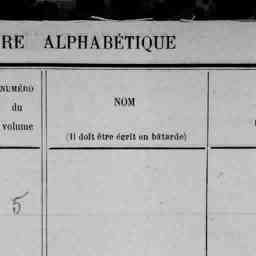 RE ALPHABÉTIQUE
NUMÉRO
du
volume
NOM
(Il doit être écrit en bâtarde)
5